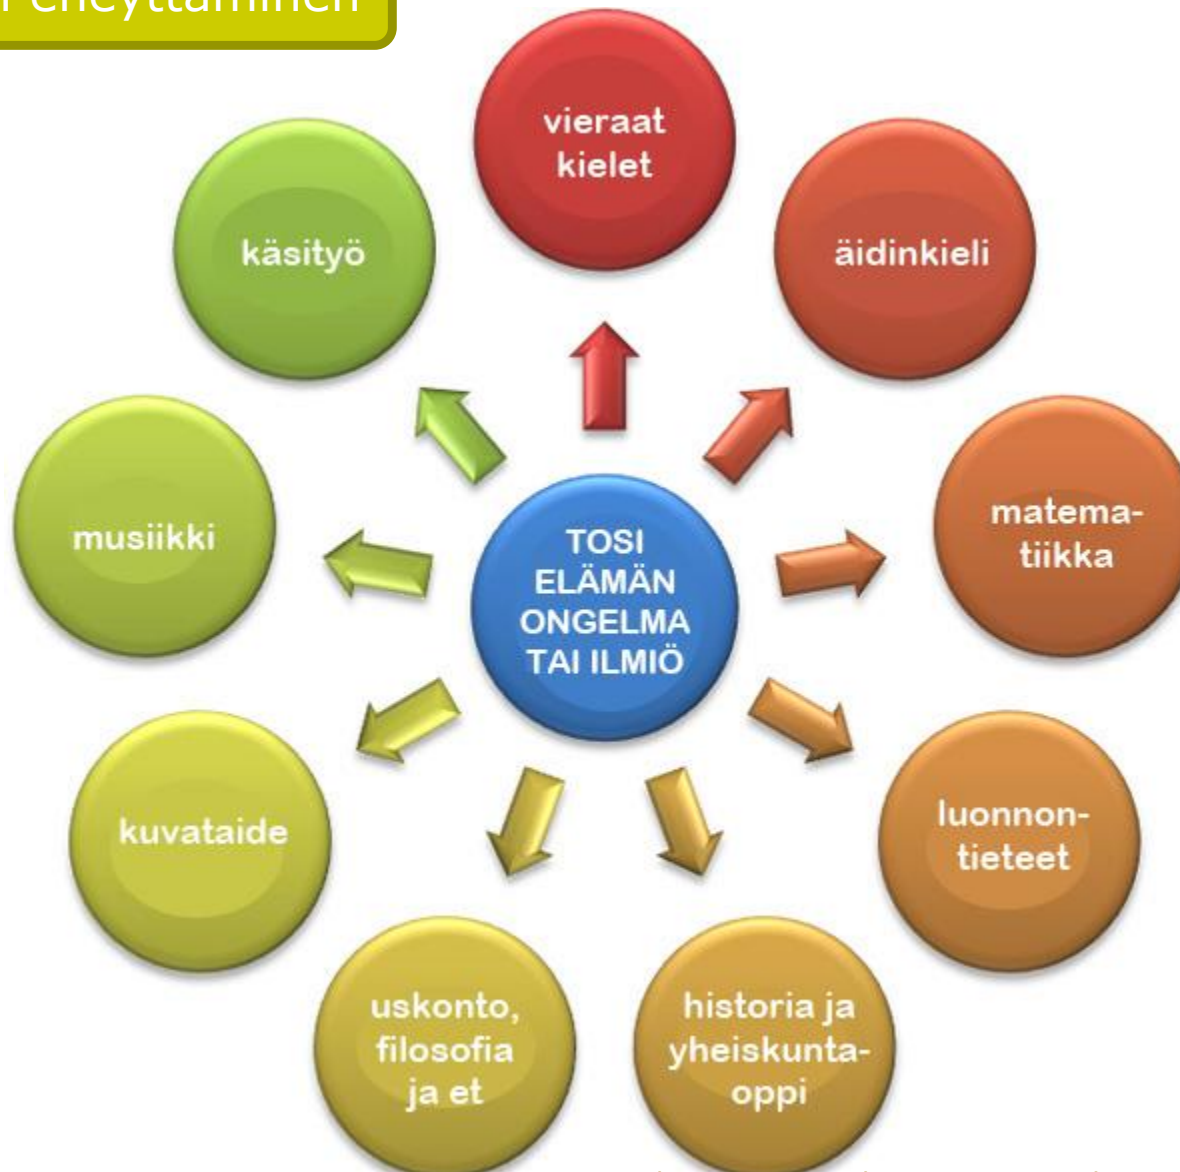 eheyttäminen
vieraat
kielet
äidinkieli
matema-
tiikka
luonnon-
tieteet
historia ja
yheiskunta-
oppi
uskonto,
filosofia
ja et
kuvataide
musiikki
käsityö
TOSI
ELÄMÄN
ONGELMA
TAI ILMIÖ